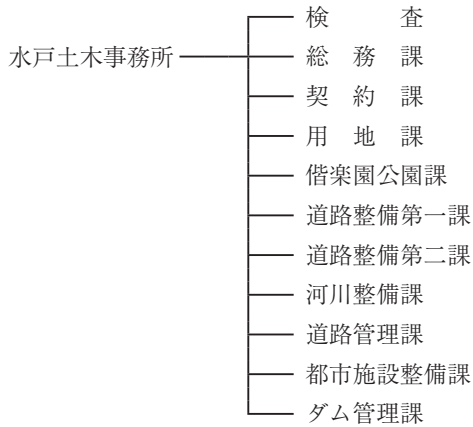 検査
水戸土木事務所
総務課
契約課
用地課
偕楽園公園課
道路整備第一課
道路整備第二課
河川整備課
道路管理課
都市施設整備課
ダム管理課